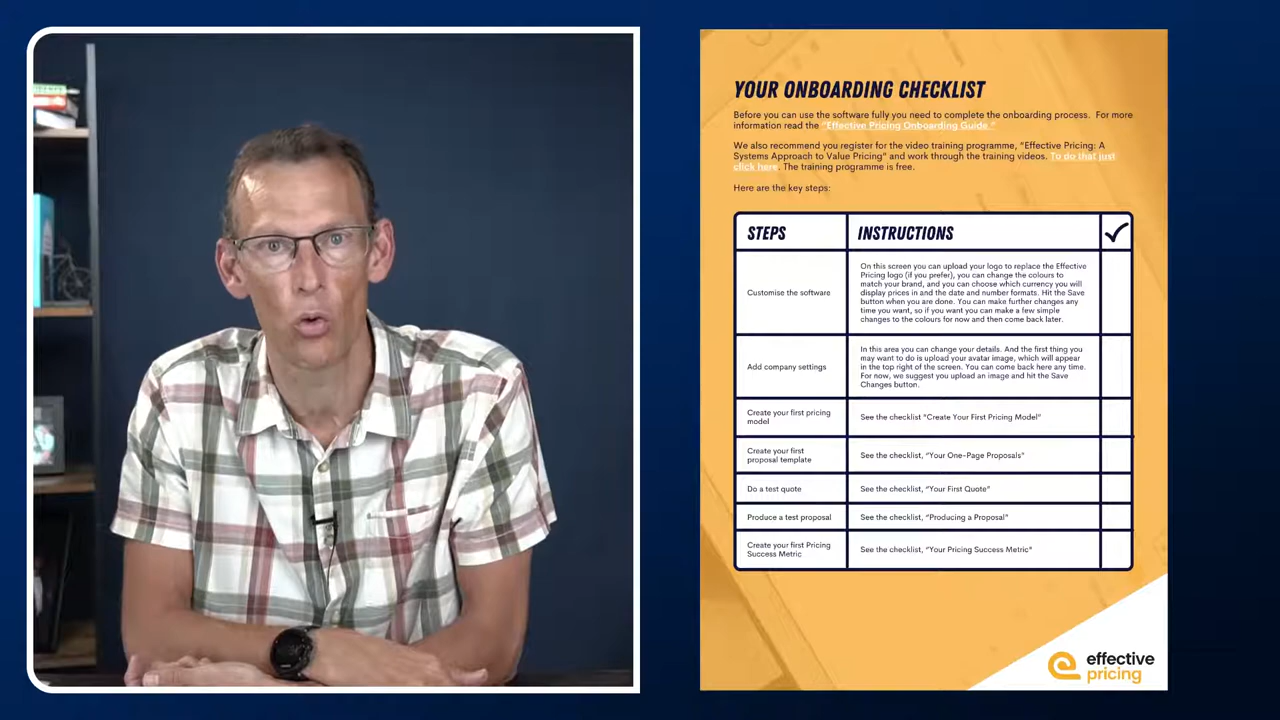 YOUR ONBOARDING CHECKLIST
Before you can use the software fully you need to complete the onboarding process. For more
information read the "Effective Pricing Onboarding Guide."
We also recommend you register for the video training programme, "Effective Pricing: A
Systems Approach to Value Pricing" and work through the training videos. To do that just
click here. The training programme is free.
Here are the key steps:
STEPS
INSTRUCTIONS
Customise the software
On this screen you can upload your logo to replace the Effective
Pricing logo (if you prefer), you can change the colours to
match your brand, and you can choose which currency you will
display prices in and the date and number formats. Hit the Save
button when you are done. You can make further changes any
time you want, so if you want you can make a few simple
changes to the colours for now and then come back later.
Add company settings
In this area you can change your details. And the first thing you
may want to do is upload your avatar image, which will appear
in the top right of the screen. You can come back here any time.
For now, we suggest you upload an image and hit the Save
Changes button.
Create your first pricing
model
See the checklist "Create Your First Pricing Model"
Create your first
proposal template
See the checklist, "Your One-Page Proposals"
Do a test quote
See the checklist, "Your First Quote"
Produce a test proposal
See the checklist, "Producing a Proposal"
Create your first Pricing
Success Metric
See the checklist, "Your Pricing Success Metric"
effective
pricing